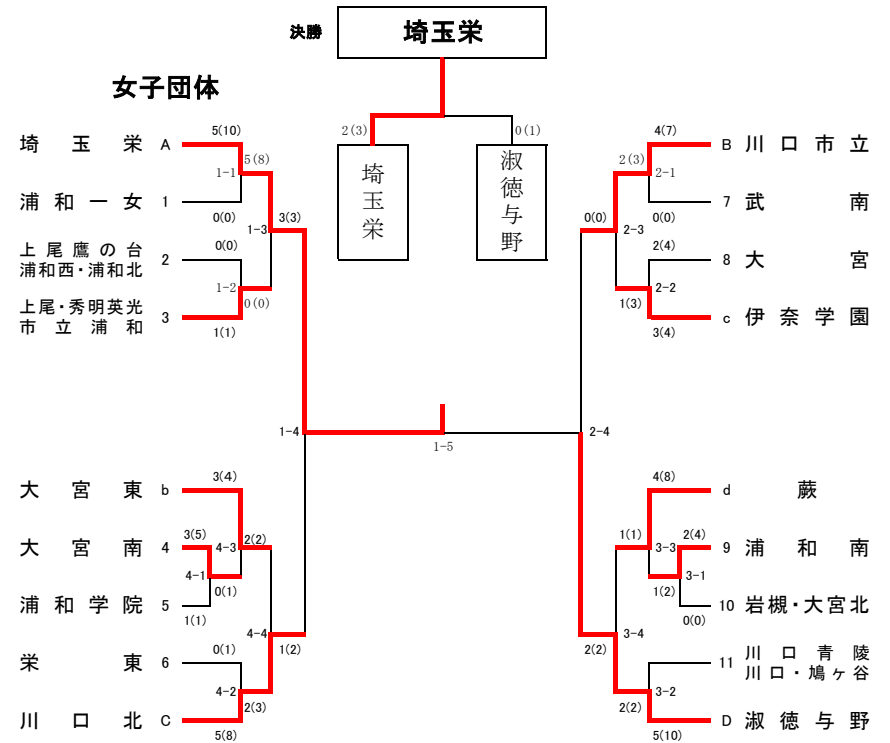 決勝 埼玉栄
女子団体
2(3) 0(1)
埼玉栄 淑徳与野
埼玉栄 A 5(10)
1-1 5(8)
浦和一女 1 0(0)
1-3 3(3)
上尾鷹の台
浦和西・浦和北 2 0(0)
1-2 0(0)
上尾・秀明英光
市立浦和 3 1(1)
1-4
大宮東 b 3(4)
4-3 2(2)
大宮南 4 3(5)
4-1 0(1)
浦和学院 5 1(1)
4-4 1(2)
栄東 6 0(1)
4-2 2(3)
川口北 C 5(8)
1-5
4(7) B 川口市立
2(3) 2-1
0(0) 7 武南
0(0) 2-3
2(4) 8 大宮
2-2 1(3)
3(4) c 伊奈学園
2-4
4(8) d 蕨
1(1) 3-3
2(4) 9 浦和南
3-1 1(2)
0(0) 10 岩槻・大宮北
2(2) 3-4
11 川口青陵
川口・鳩ヶ谷
3-2 2(2)
5(10) D 淑徳与野